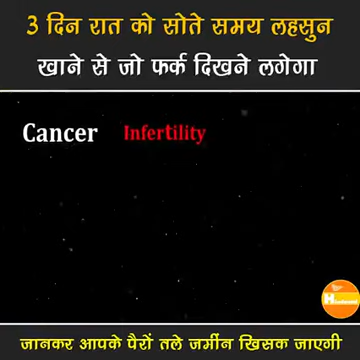 3 दिन रात को सोते समय लहसुन
खाने से जो फर्क दिखने लगेगा
Cancer Infertility
जानकर आपके पैरों तले जमीन खिसक जाएगी